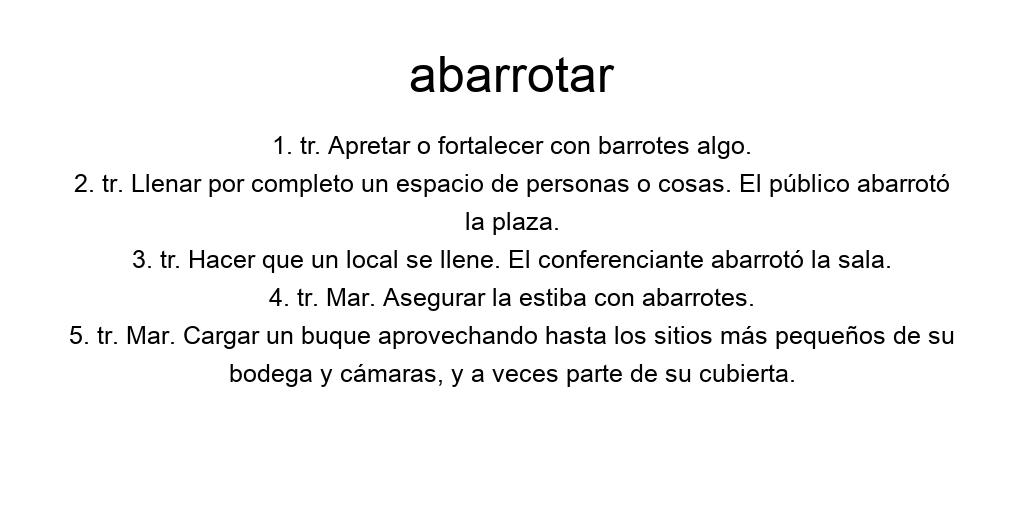 abarrotar
1. tr. Apretar o fortalecer con barrotes algo.
2. tr. Llenar por completo un espacio de personas o cosas. El público abarrotó
la plaza.
3. tr. Hacer que un local se llene. El conferenciante abarrotó la sala.
4. tr. Mar. Asegurar la estiba con abarrotes.
5. tr. Mar. Cargar un buque aprovechando hasta los sitios más pequeños de su
bodega y cámaras, y a veces parte de su cubierta.